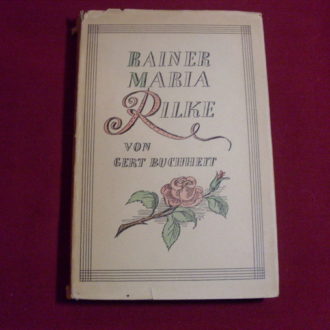 RAINER
MARIA
RILKE
VON
GERT BUCHHEIT